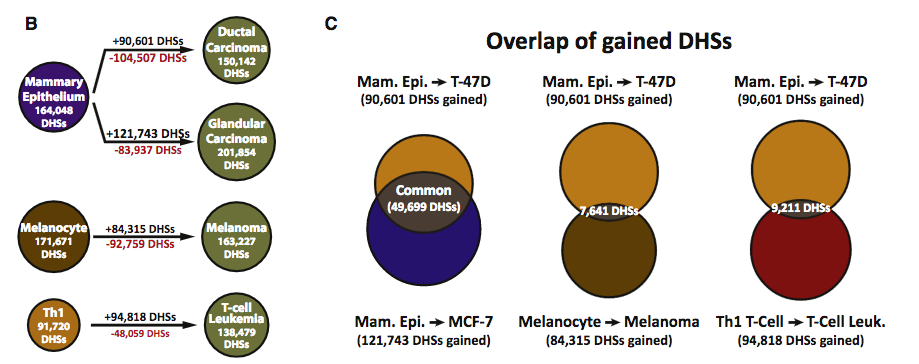 B
Mammary
Epithelium
164,048
DHSs
+90,601 DHSs
-104,507 DHSs
Ductal
Carcinoma
150,142
DHSs
+121,743 DHSs
-83,937 DHSs
Glandular
Carcinoma
201,854
DHSs
Melanocyte
171,671
DHSs
+84,315 DHSs
-92,759 DHSs
Melanoma
163,227
DHSs
Th1
91,720
DHSs
+94,818 DHSs
-48,059 DHSs
T-cell
Leukemia
138,479
DHSs
C
Overlap of gained DHSs
Mam. Epi. → T-47D
(90,601 DHSs gained)
Common
(49,699 DHSs)
Mam. Epi. → MCF-7
(121,743 DHSs gained)
Mam. Epi. → T-47D
(90,601 DHSs gained)
7,641 DHSs
Melanocyte → Melanoma
(84,315 DHSs gained)
Mam. Epi. → T-47D
(90,601 DHSs gained)
9,211 DHSs
Th1 T-Cell → T-Cell Leuk.
(94,818 DHSs gained)